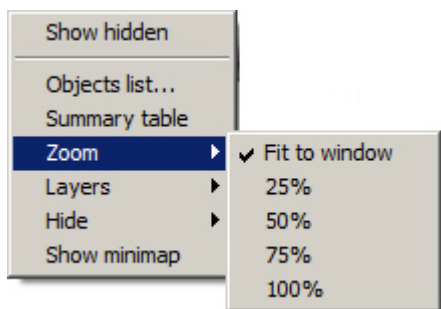 Show hidden
Objects list...
Summary table
Zoom
Layers
Hide
Show minimap
Fit to window
25%
50%
75%
100%